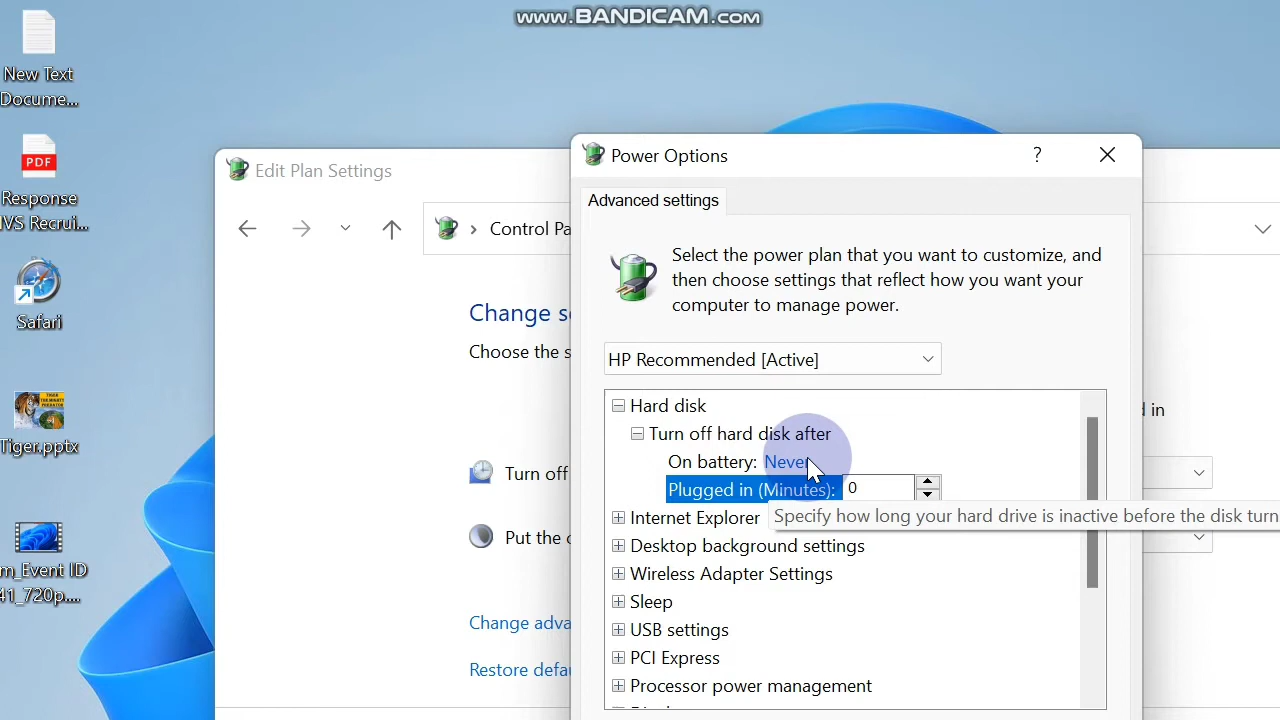 www.BANDICAM.com
New Text
Docume...
PDF
Response
IVS Recrui...
Safari
Tiger.pptx
m_Event ID
41_720p....
Edit Plan Settings
Control Pa
Change s
Choose the s
Turn off
Put the c
Change adva
Restore defau
d in
Power Options
?
Advanced settings
Select the power plan that you want to customize, and
then choose settings that reflect how you want your
computer to manage power.
HP Recommended [Active]
Hard disk
Turn off hard disk after
On battery: Never
Plugged in (Minutes): 0
Specify how long your hard drive is inactive before the disk turn
Internet Explorer
Desktop background settings
Wireless Adapter Settings
Sleep
USB settings
PCI Express
Processor power management